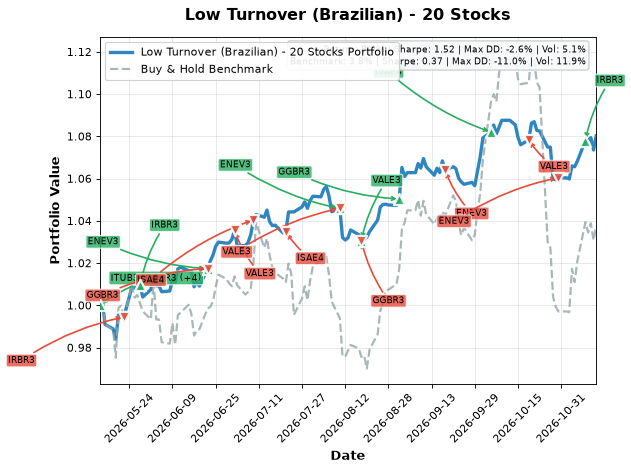 Low Turnover (Brazilian) - 20 Stocks
Low Turnover (Brazilian) - 20 Stocks Portfolio
Buy & Hold Benchmark
Sharpe: 1.52 | Max DD: -2.6% | Vol: 5.1%
Benchmark: 3.8% | Sharpe: 0.37 | Max DD: -11.0% | Vol: 11.9%
1.12
1.10
1.08
1.06
1.04
1.02
1.00
0.98
Portfolio Value
IRBR3
ENEV3
GGBR3
VALE3
VALE3
ENEV3
ENEV3
IRBR3
ENEV3
VALE3
ISAE4
VALE3
ISAE4
(+4)
GGBR3
GGBR3
IRBR3
2026-05-24
2026-06-09
2026-06-25
2026-07-11
2026-07-27
2026-08-12
2026-08-28
2026-09-13
2026-09-29
2026-10-15
2026-10-31
Date